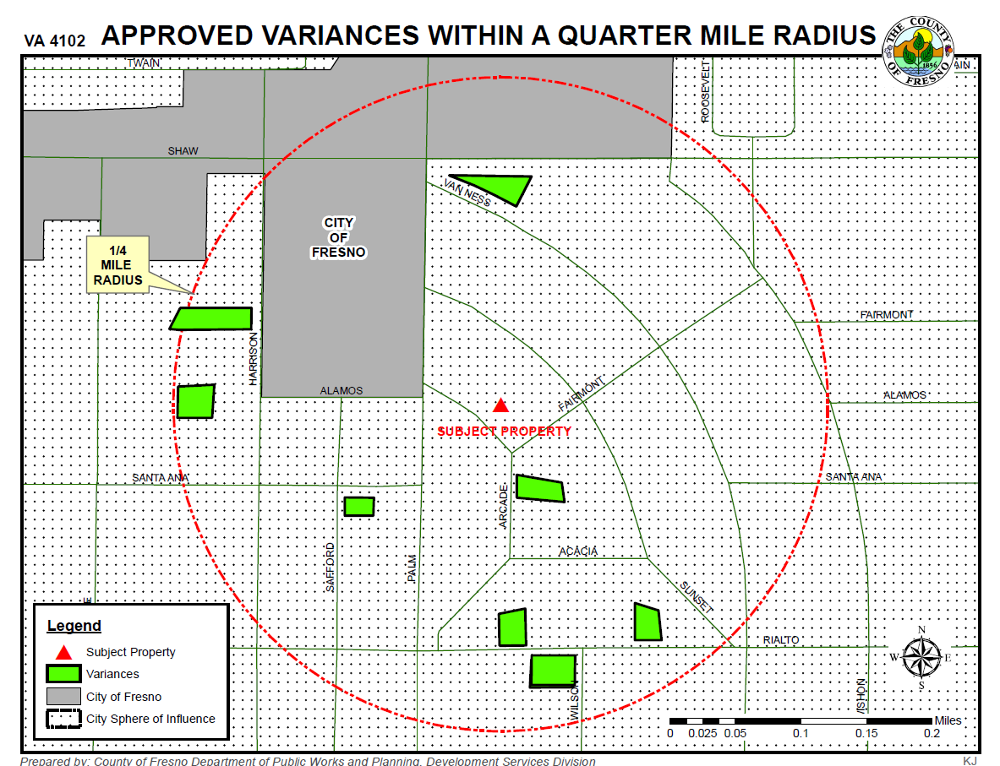 VA 4102 APPROVED VARIANCES WITHIN A QUARTER MILE RADIUS
THE COUNTY OF FRESNO
1856
TWAIN
AIN
ROOSEVELT
SHAW
VAN NESS
CITY
OF
FRESNO
1/4
MILE
RADIUS
FAIRMONT
HARRISON
ALAMOS
FAIRMONT
ALAMOS
SUBJECT PROPERTY
SANTA ANA
SANTA ANA
ARCADE
SAFFORD
PALM
ACACIA
SUNSET
RIALTO
WILSON
Legend
Subject Property
Variances
City of Fresno
City Sphere of Influence
N
W
E
S
Miles
0 0.025 0.05 0.1 0.15 0.2
Prepared by: County of Fresno Department of Public Works and Planning, Development Services Division
KJ